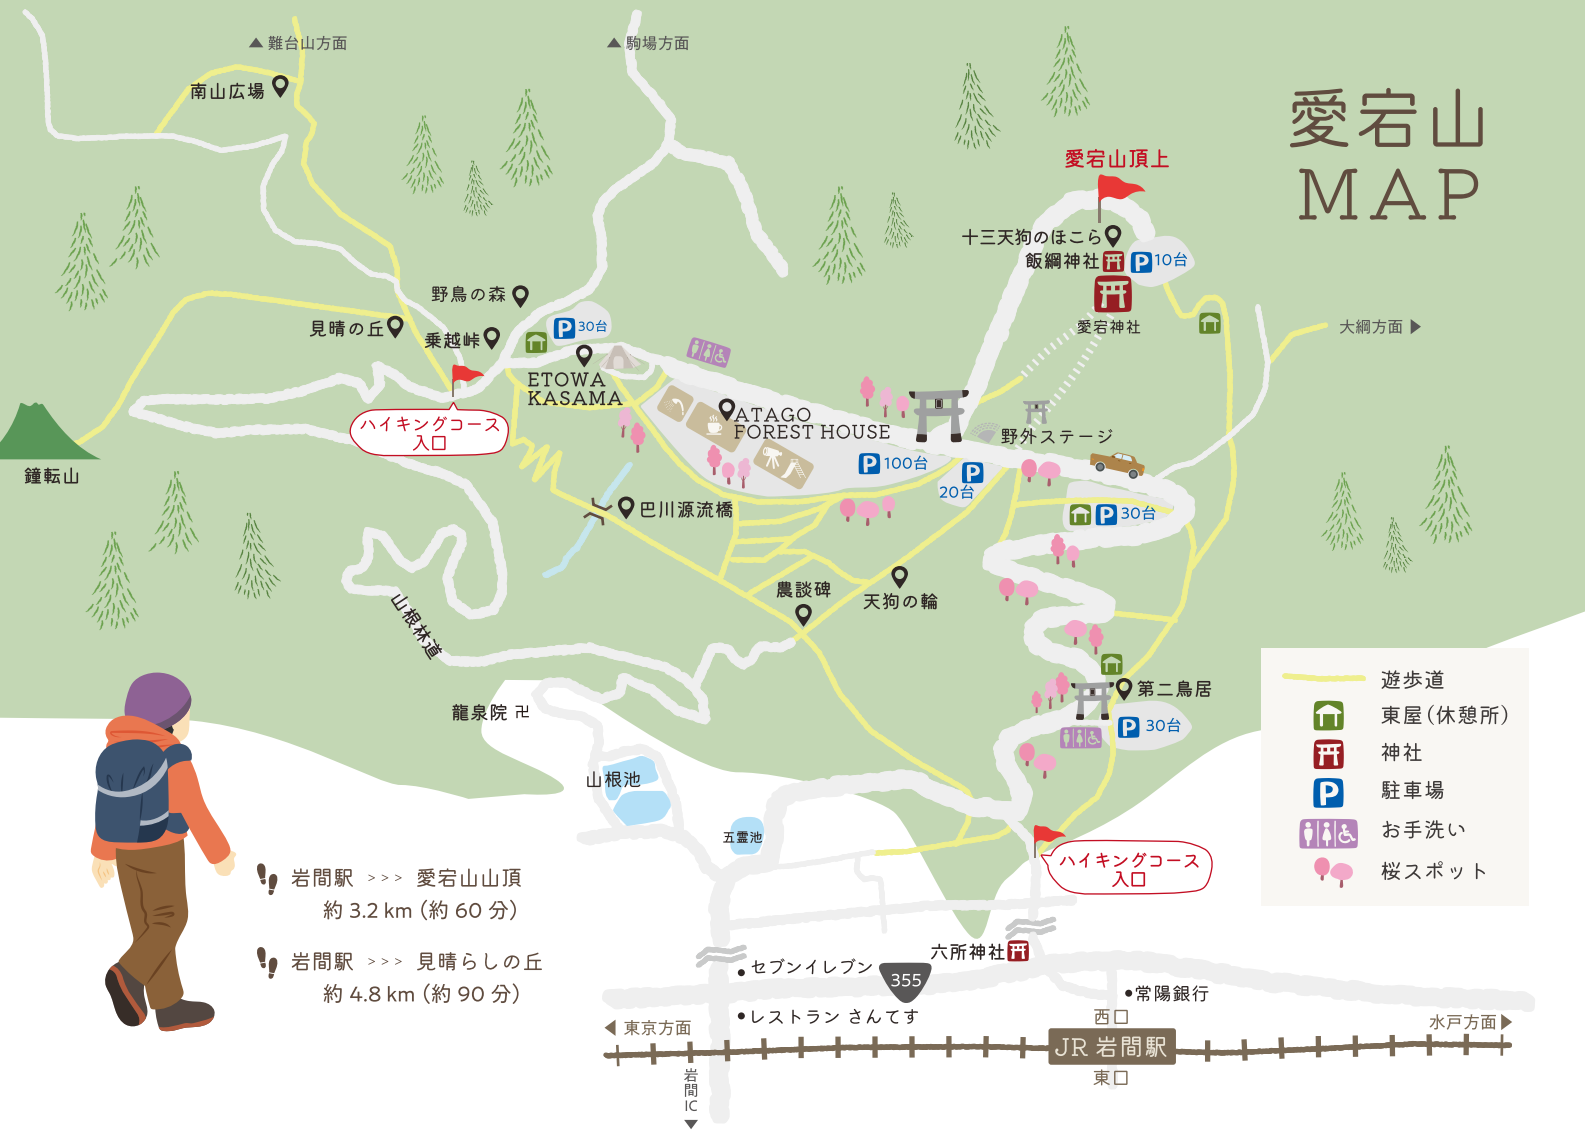 愛宕山
MAP
▲難台山方面
▲駒場方面
南山広場
愛宕山頂上
十三天狗のほこら
飯綱神社
P 10台
愛宕神社
大綱方面 ▶
野鳥の森
見晴の丘
乗越峠
P 30台
ETOWA
KASAMA
ハイキングコース
入口
ATAGO
FOREST HOUSE
野外ステージ
P 100台
P
20台
P 30台
鐘転山
巴川源流橋
農談碑
天狗の輪
山根林道
第二鳥居
P 30台
龍泉院 卍
山根池
五霊池
ハイキングコース
入口
遊歩道
東屋(休憩所)
神社
P 駐車場
お手洗い
桜スポット
岩間駅 >>> 愛宕山山頂
約 3.2 km (約 60 分)
岩間駅 >>> 見晴らしの丘
約 4.8 km (約 90 分)
六所神社
●セブンイレブン
355
●レストラン さんてす
●常陽銀行
◀東京方面
西口
水戸方面▶
JR 岩間駅
東口
岩間IC
▼